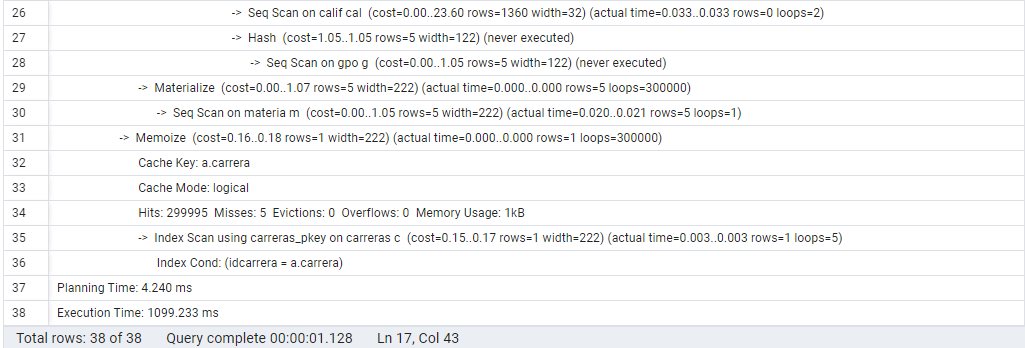 26 -> Seq Scan on calif cal (cost=0.00..23.60 rows=1360 width=32) (actual time=0.033..0.033 rows=0 loops=2)
27 -> Hash (cost=1.05..1.05 rows=5 width=122) (never executed)
28 -> Seq Scan on gpo g (cost=0.00..1.05 rows=5 width=122) (never executed)
29 -> Materialize (cost=0.00..1.07 rows=5 width=222) (actual time=0.000..0.000 rows=5 loops=300000)
30 -> Seq Scan on materia m (cost=0.00..1.05 rows=5 width=222) (actual time=0.020..0.021 rows=5 loops=1)
31 -> Memoize (cost=0.16..0.18 rows=1 width=222) (actual time=0.000..0.000 rows=1 loops=300000)
32 Cache Key: a.carrera
33 Cache Mode: logical
34 Hits: 299995 Misses: 5 Evictions: 0 Overflows: 0 Memory Usage: 1kB
35 -> Index Scan using carreras_pkey on carreras c (cost=0.15..0.17 rows=1 width=222) (actual time=0.003..0.003 rows=1 loops=5)
36 Index Cond: (idcarrera = a.carrera)
37 Planning Time: 4.240 ms
38 Execution Time: 1099.233 ms
Total rows: 38 of 38 Query complete 00:00:01.128 Ln 17, Col 43